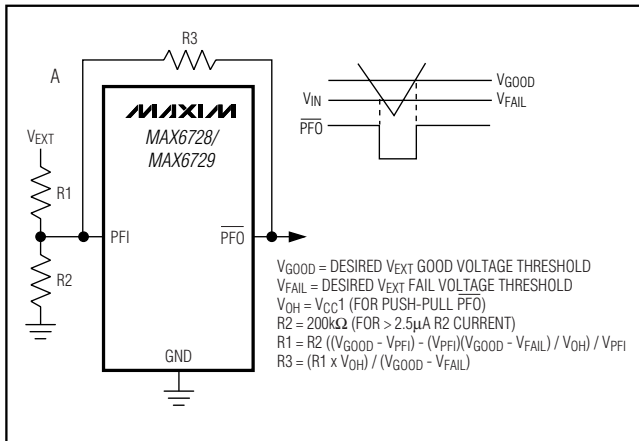 R3
A
MAXIM
MAX6728/
MAX6729
VEXT
R1
R2
PFI
PFO
GND
VIN
PFO
VGOOD
VFAIL
VGOOD = DESIRED VEXT GOOD VOLTAGE THRESHOLD
VFAIL = DESIRED VEXT FAIL VOLTAGE THRESHOLD
VOH = VCC1 (FOR PUSH-PULL PFO)
R2 = 200kΩ (FOR > 2.5μA R2 CURRENT)
R1 = R2 ((VGOOD - VPFI) - (VPFI)(VGOOD - VFAIL) / VOH) / VPFI
R3 = (R1 x VOH) / (VGOOD - VFAIL)